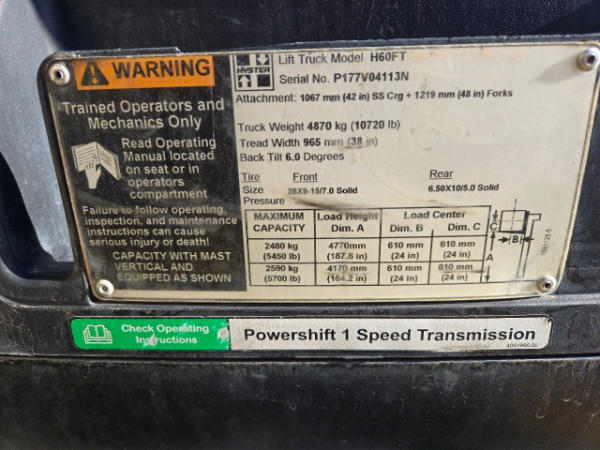 WARNING
Trained Operators and
Mechanics Only
Read Operating
Manual located
on seat or in
operators
compartment
Failure to follow operating
inspection, and maintenance
instructions can cause
serious injury or death!
CAPACITY WITH MAST
VERTICAL AND
EQUIPPED AS SHOWN
HYSTER
Lift Truck Model H60FT
Serial No. P177V04113N
Attachment: 1067 mm (42 in) SS Crg + 1219 mm (48 in) Forks
Truck Weight 4870 kg (10720 lb)
Tread Width 965 mm (38 in)
Back Tilt 6.0 Degrees
Tire Front Rear
Size 28X9-15/7.0 Solid 6.50X10/5.0 Solid
Pressure
MAXIMUM CAPACITY Load Height Dim. A Load Center Dim. B Dim. C
2480 kg 4770mm 610 mm 610 mm
(5450 lb) (187.8 in) (24 in) (24 in)
2590 kg 4170 mm 610 mm 610 mm
(5700 lb) (164.2 in) (24 in) (24 in)
C
B
A
Check Operating
Instructions
Powershift 1 Speed Transmission